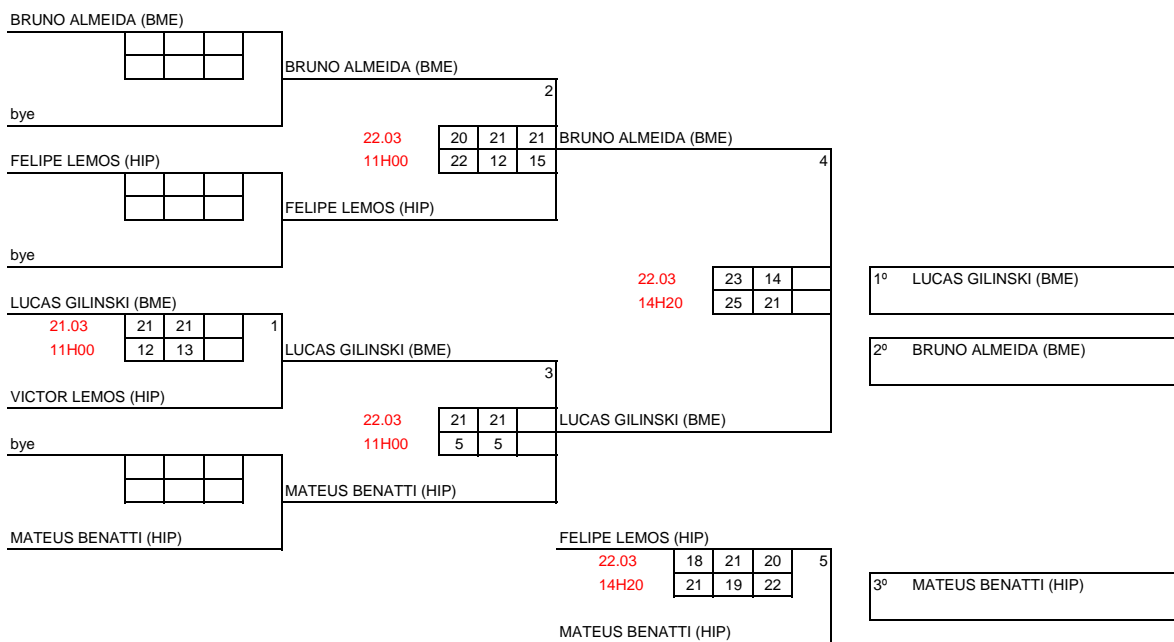 BRUNO ALMEIDA (BME)
BRUNO ALMEIDA (BME)
2
bye
22.03 20 21 21 BRUNO ALMEIDA (BME)
FELIPE LEMOS (HIP) 11H00 22 12 15 4
FELIPE LEMOS (HIP)
bye
22.03 23 14 1º LUCAS GILINSKI (BME)
LUCAS GILINSKI (BME) 14H20 25 21
21.03 21 21 1
11H00 12 13 LUCAS GILINSKI (BME) 2º BRUNO ALMEIDA (BME)
3
VICTOR LEMOS (HIP)
22.03 21 21 LUCAS GILINSKI (BME)
bye 11H00 5 5
MATEUS BENATTI (HIP)
MATEUS BENATTI (HIP) FELIPE LEMOS (HIP)
22.03 18 21 20 5
14H20 21 19 22 3º MATEUS BENATTI (HIP)
MATEUS BENATTI (HIP)